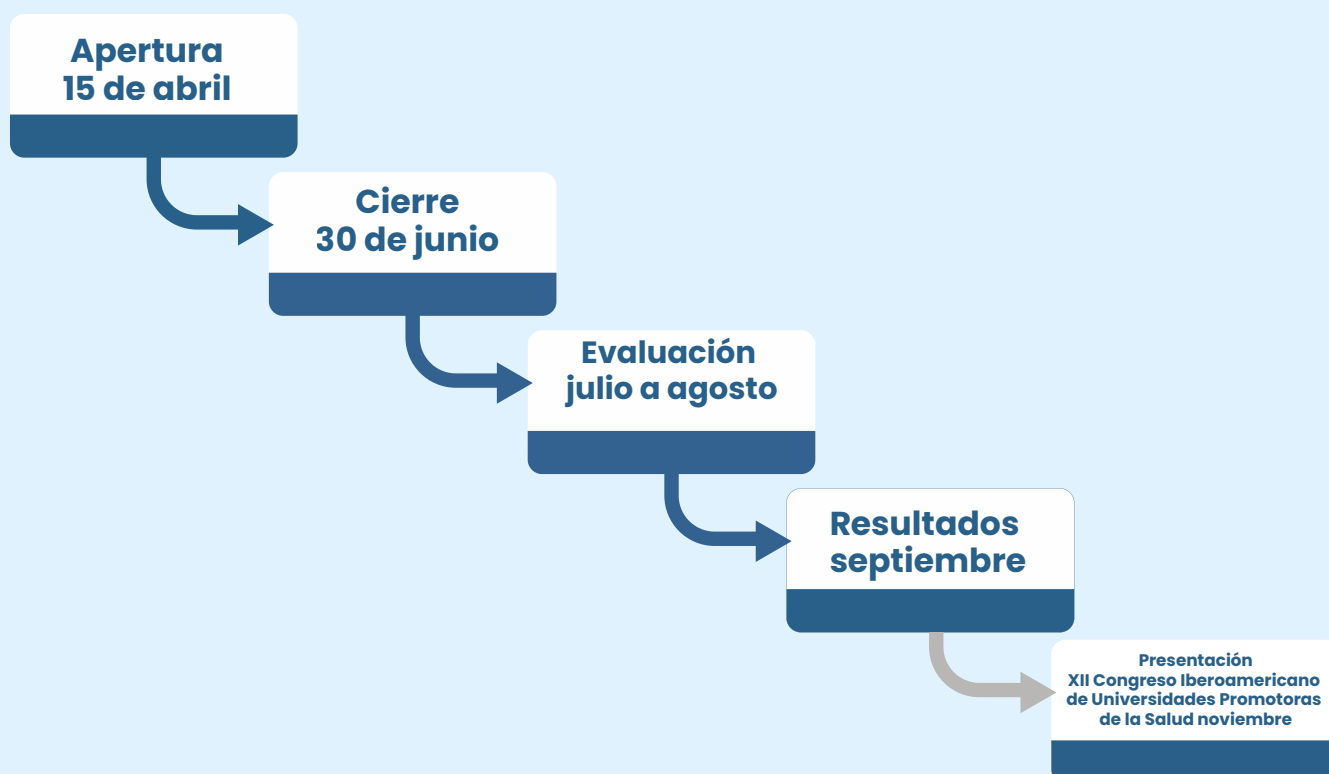 Apertura
15 de abril
Cierre
30 de junio
Evaluación
julio a agosto
Resultados
septiembre
Presentación
XII Congreso Iberoamericano
de Universidades Promotoras
de la Salud noviembre